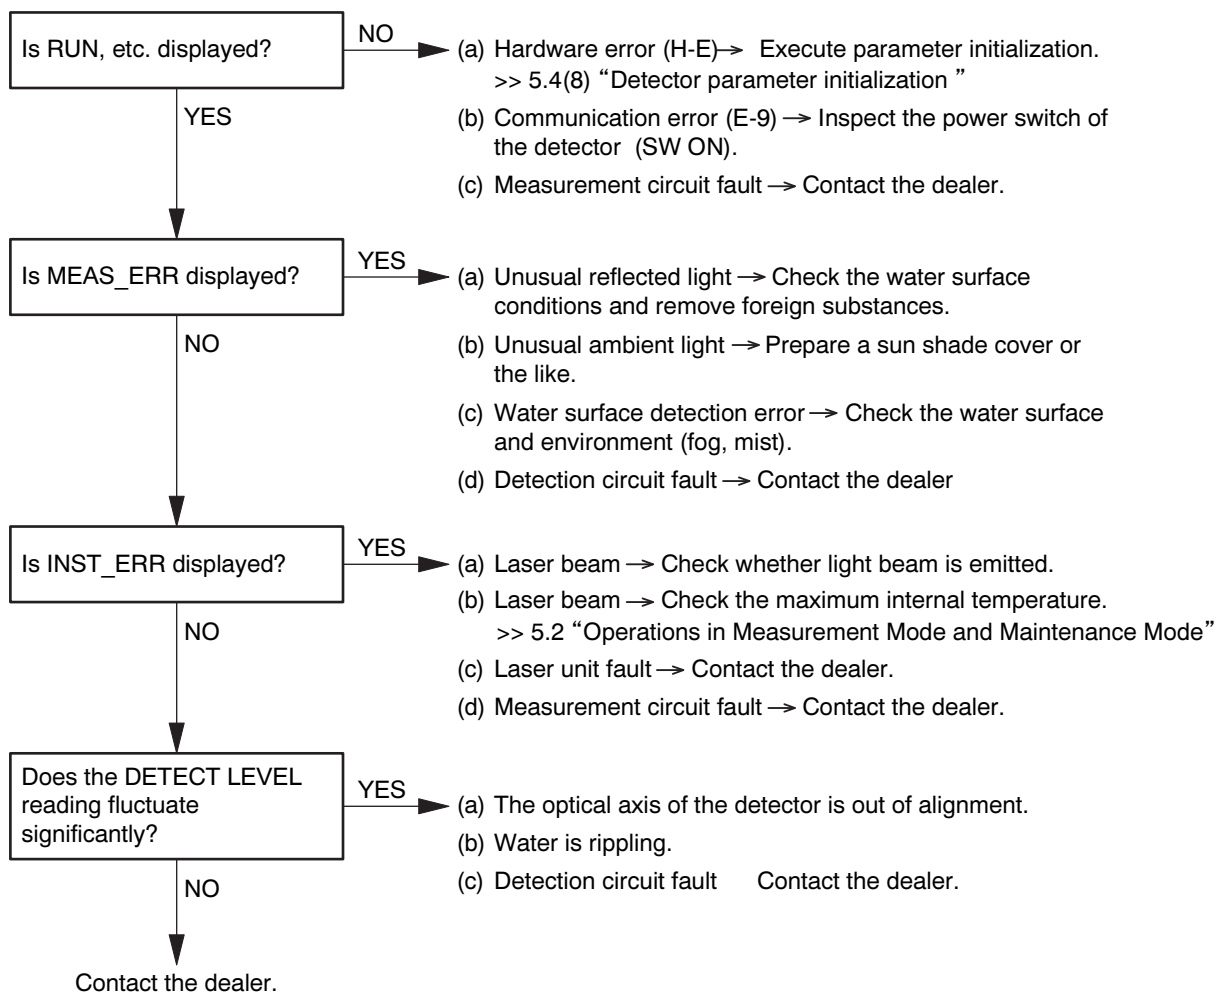 Is RUN, etc. displayed?
NO
(a) Hardware error (H-E)→ Execute parameter initialization.
>> 5.4(8) “Detector parameter initialization ”
(b) Communication error (E-9) → Inspect the power switch of
the detector (SW ON).
(c) Measurement circuit fault → Contact the dealer.
YES
Is MEAS_ERR displayed?
YES
(a) Unusual reflected light → Check the water surface
conditions and remove foreign substances.
(b) Unusual ambient light → Prepare a sun shade cover or
the like.
(c) Water surface detection error → Check the water surface
and environment (fog, mist).
(d) Detection circuit fault → Contact the dealer
NO
Is INST_ERR displayed?
YES
(a) Laser beam → Check whether light beam is emitted.
(b) Laser beam → Check the maximum internal temperature.
>> 5.2 “Operations in Measurement Mode and Maintenance Mode”
(c) Laser unit fault → Contact the dealer.
(d) Measurement circuit fault → Contact the dealer.
NO
Does the DETECT LEVEL
reading fluctuate
significantly?
YES
(a) The optical axis of the detector is out of alignment.
(b) Water is rippling.
(c) Detection circuit fault Contact the dealer.
NO
Contact the dealer.